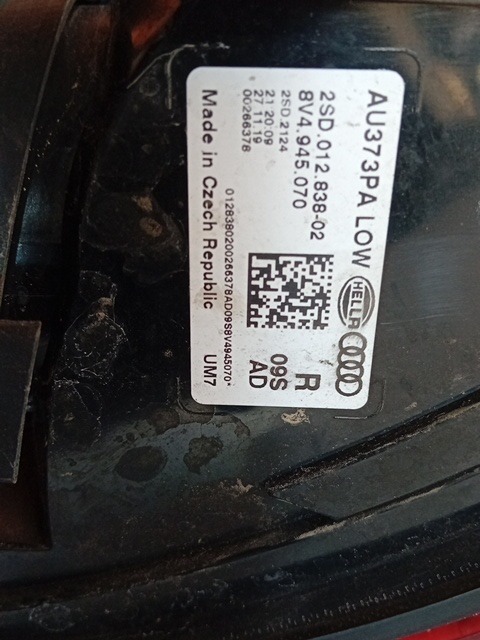 AU373PA LOW
HELLA
2SD.012.838-02
8V4.945.070
R
2SD.2124
21 20:09
27 11.19
00266378
09S
AD
0128380200266378AD09S8V4945070*
Made in Czech Republic
UM7